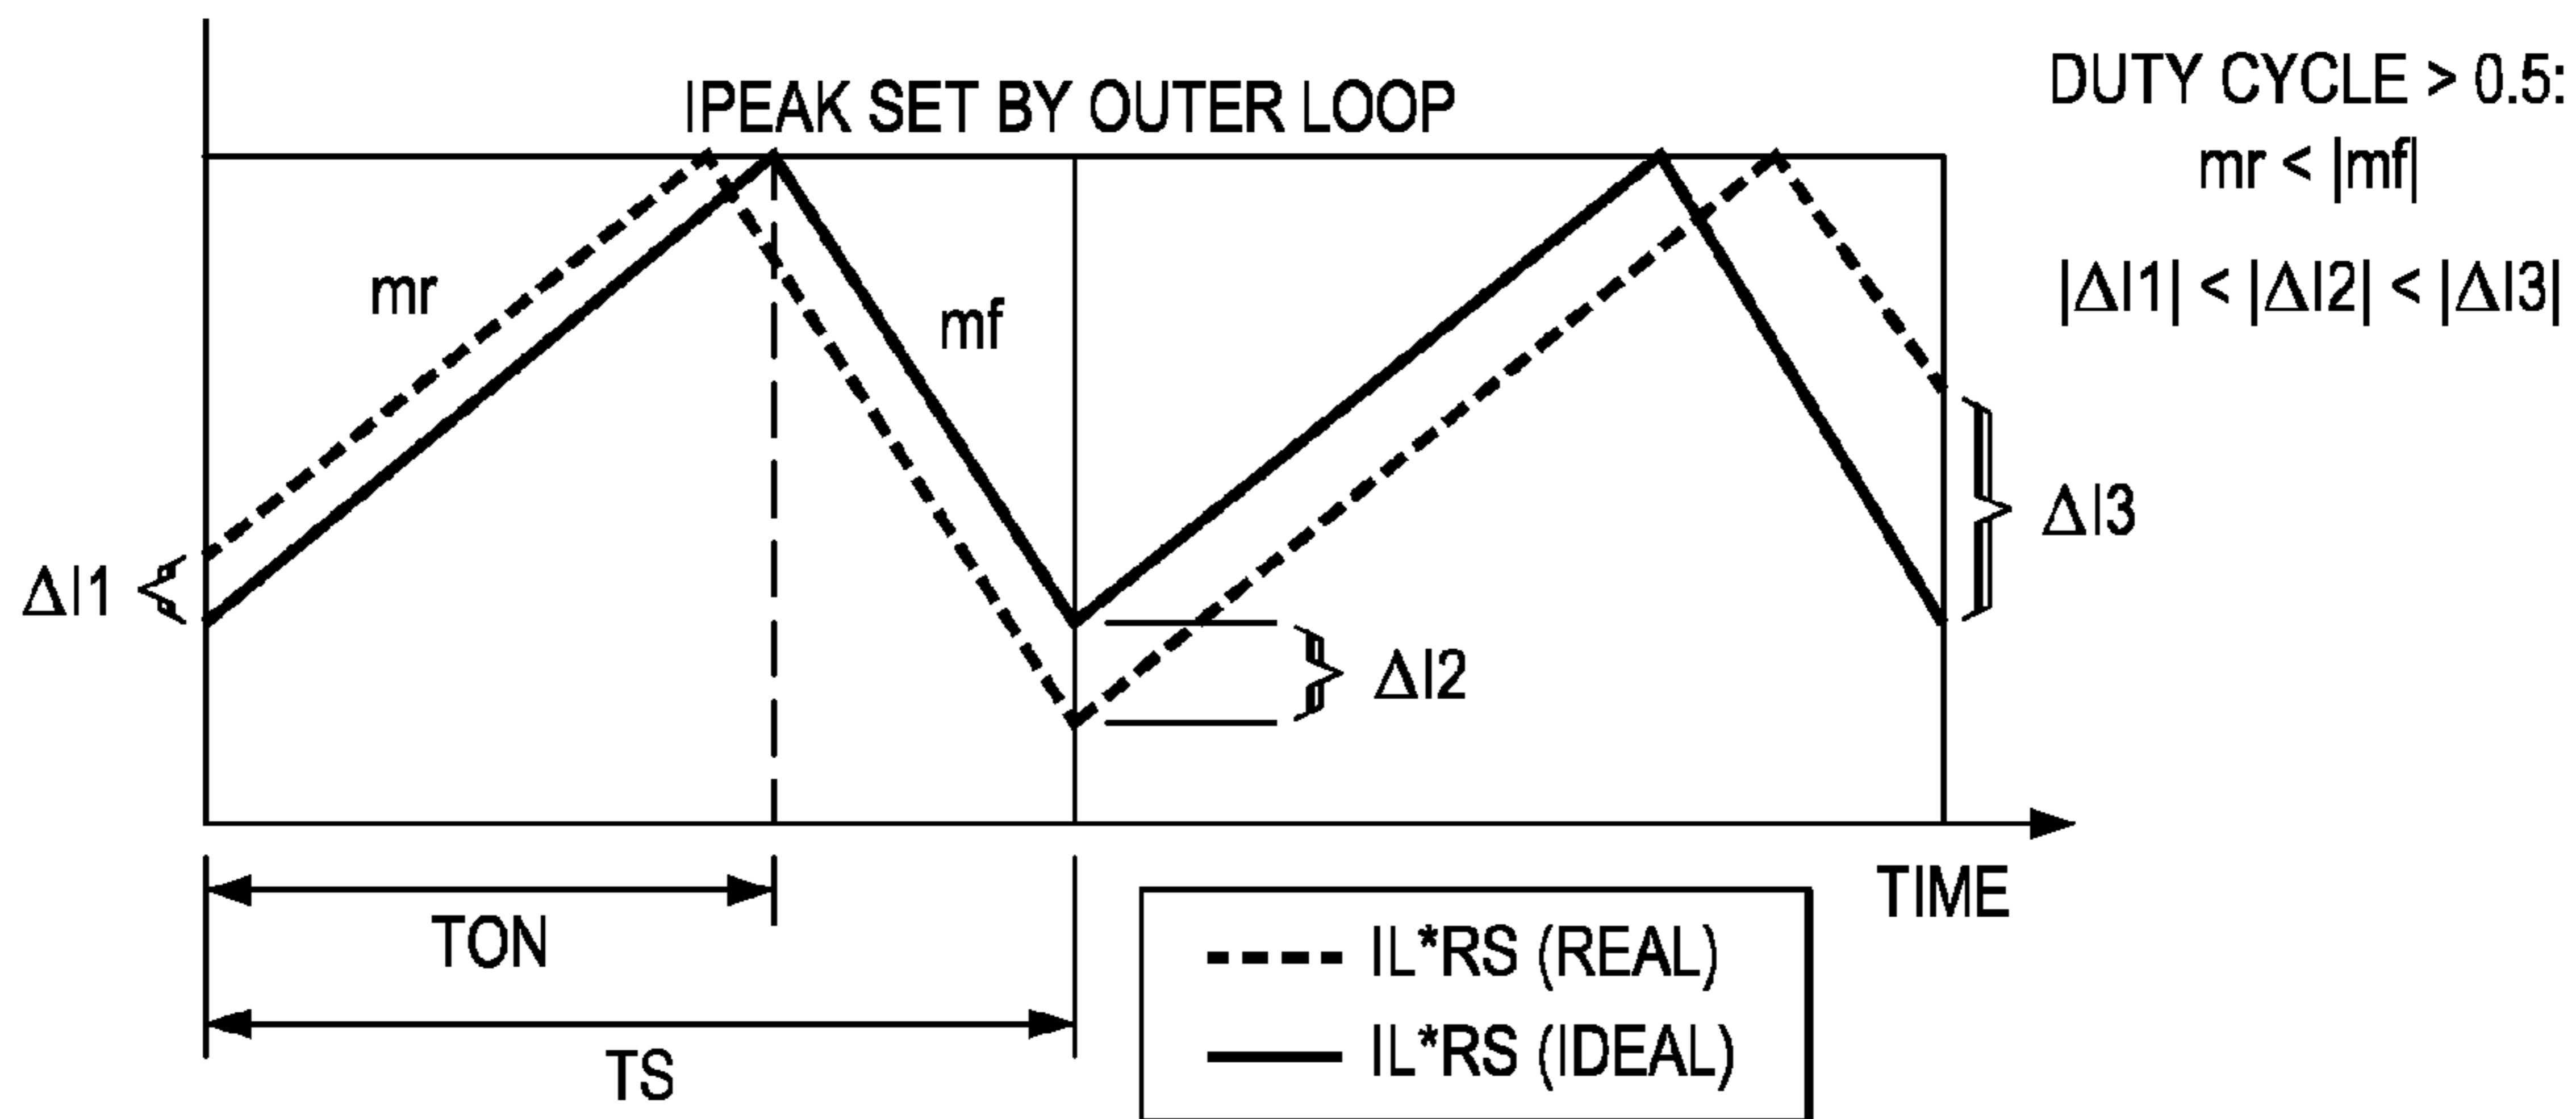 IPEAK SET BY OUTER LOOP
DUTY CYCLE > 0.5:
mr < |mf|
|ΔI1| < |ΔI2| < |ΔI3|
mr
mf
ΔI1
ΔI2
ΔI3
TON
TS
TIME
IL*RS (REAL)
IL*RS (IDEAL)